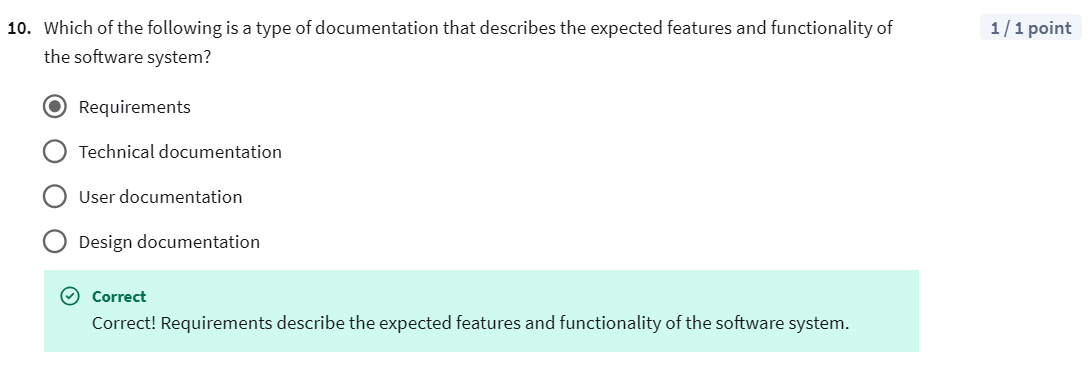 10. Which of the following is a type of documentation that describes the expected features and functionality of
the software system?
1 / 1 point
Requirements
Technical documentation
User documentation
Design documentation
Correct
Correct! Requirements describe the expected features and functionality of the software system.